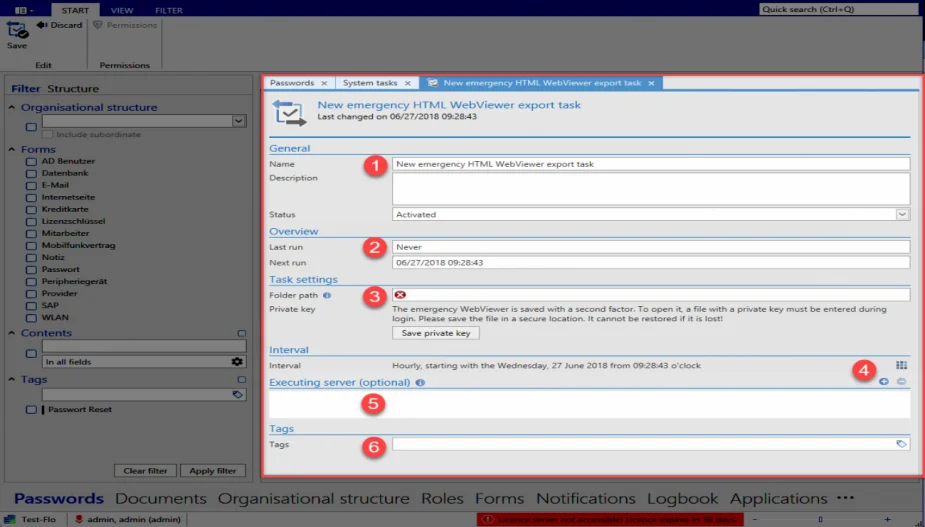 START VIEW FILTER Quick search (Ctrl+Q)
Discard Permissions
Save
Edit Permissions
Filter Structure
Organisational structure
Include subordinate
Forms
AD Benutzer
Datenbank
E-Mail
Internetseite
Kreditkarte
Lizenzschlüssel
Mitarbeiter
Mobilfunkvertrag
Notiz
Passwort
Peripheriegerät
Provider
SAP
WLAN
Contents
In all fields
Tags
Passwort Reset
Clear filter Apply filter
Passwords × System tasks × New emergency HTML WebViewer export task ×
New emergency HTML WebViewer export task
Last changed on 06/27/2018 09:28:43
General
Name 1 New emergency HTML WebViewer export task
Description
Status Activated
Overview
Last run 2 Never
Next run 06/27/2018 09:28:43
Task settings
Folder path 3
Private key The emergency WebViewer is saved with a second factor. To open it, a file with a private key must be entered during
login. Please save the file in a secure location. It cannot be restored if it is lost!
Save private key
Interval
Interval Hourly, starting with the Wednesday, 27 June 2018 from 09:28:43 o'clock 4
Executing server (optional)
5
Tags
Tags 6
Passwords Documents Organisational structure Roles Forms Notifications Logbook Applications ···
Test-Flo admin, admin (admin) Licence server not accessible! Licence expires in 58 days. - +